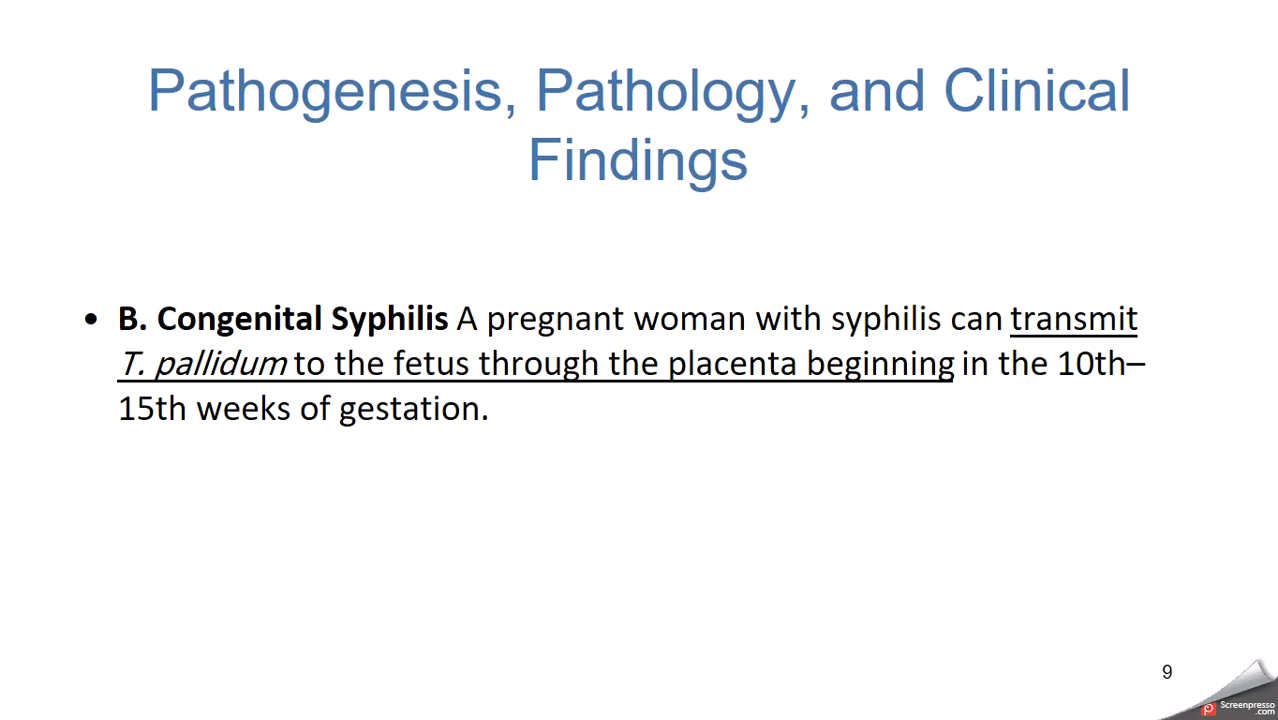 Pathogenesis, Pathology, and Clinical
Findings
• B. Congenital Syphilis A pregnant woman with syphilis can transmit
T. pallidum to the fetus through the placenta beginning in the 10th–
15th weeks of gestation.
9
Screenpresso
.com